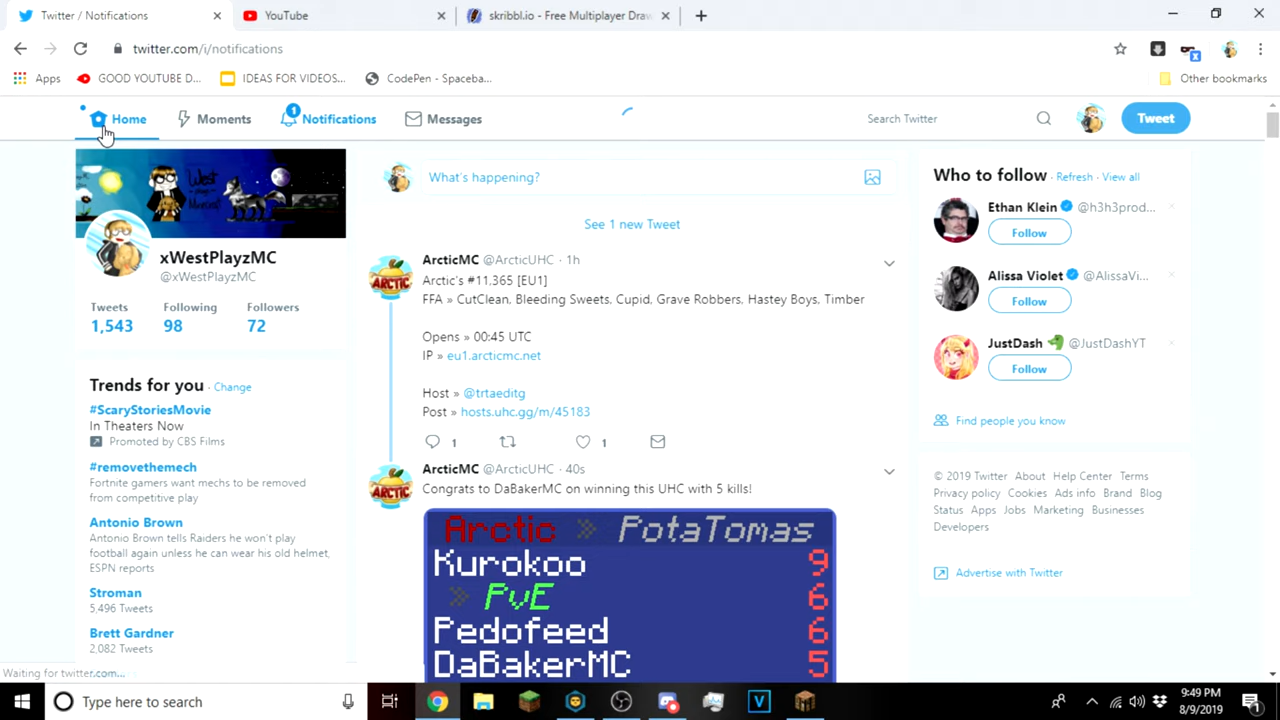 Twitter / Notifications
YouTube
skribbl.io - Free Multiplayer Draw
twitter.com/i/notifications
Apps
GOOD YOUTUBE D...
IDEAS FOR VIDEOS...
CodePen - Spaceba...
Other bookmarks
Home
Moments
1
Notifications
Messages
Search Twitter
Tweet
West
plays
Minecraft
xWestPlayzMC
@xWestPlayzMC
Tweets Following Followers
1,543 98 72
Trends for you · Change
#ScaryStoriesMovie
In Theaters Now
Promoted by CBS Films
#removethemech
Fortnite gamers want mechs to be removed
from competitive play
Antonio Brown
Antonio Brown tells Raiders he won't play
football again unless he can wear his old helmet,
ESPN reports
Stroman
5,496 Tweets
Brett Gardner
2,082 Tweets
Waiting for twitter.com...
What's happening?
See 1 new Tweet
ARCTIC
ArcticMC @ArcticUHC · 1h
Arctic's #11,365 [EU1]
FFA » CutClean, Bleeding Sweets, Cupid, Grave Robbers, Hastey Boys, Timber
Opens » 00:45 UTC
IP » eu1.arcticmc.net
Host » @trtaeditg
Post » hosts.uhc.gg/m/45183
1 1
ARCTIC
ArcticMC @ArcticUHC · 40s
Congrats to DaBakerMC on winning this UHC with 5 kills!
Arctic » PotaTomas
Kurokoo 9
» PvE 6
Pedofeed 6
DaBakerMC 5
Who to follow · Refresh · View all
Ethan Klein @h3h3prod...
Follow
Alissa Violet @AlissaVi...
Follow
JustDash @JustDashYT
Follow
Find people you know
© 2019 Twitter About Help Center Terms
Privacy policy Cookies Ads info Brand Blog
Status Apps Jobs Marketing Businesses
Developers
Advertise with Twitter
Type here to search
V
9:49 PM
8/9/2019
1